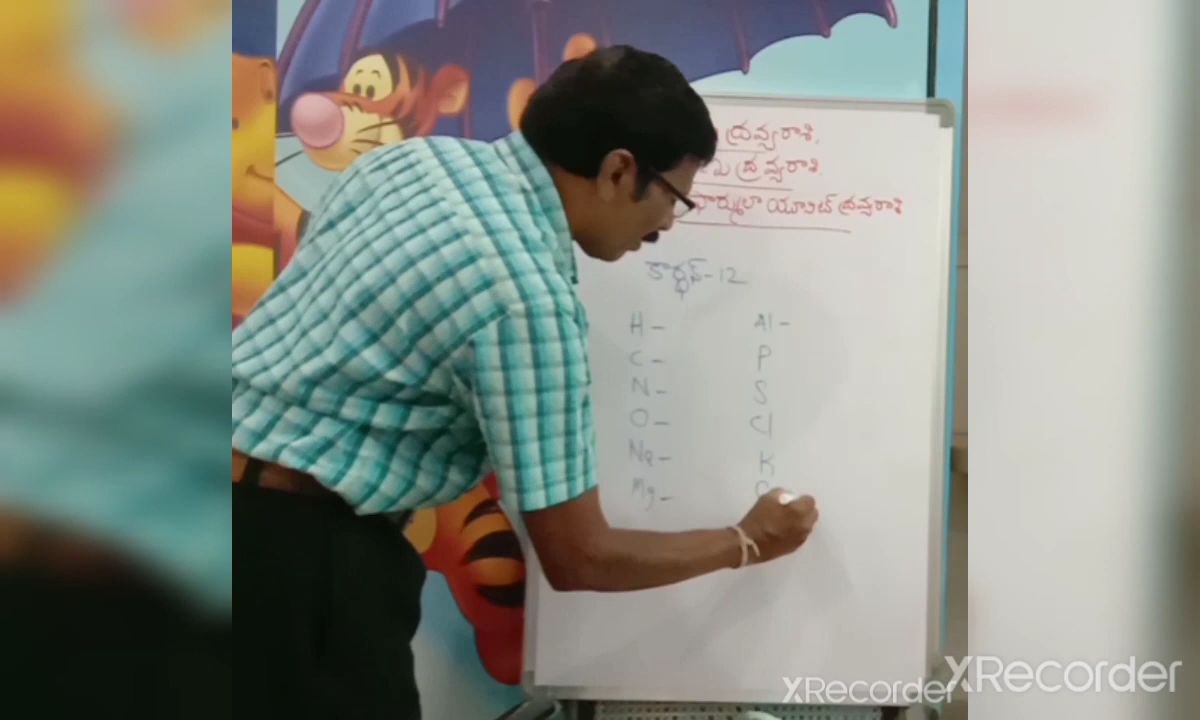 ద్రవ్యరాశి.
ద్రవ్యరాశి.
ఫార్ములా యూనిట్ ద్రవ్యరాశి
కార్బన్-12
H - Al -
C - P
N - S
O - Cl
Na - K
Mg - C
XRecorder
XRecorder